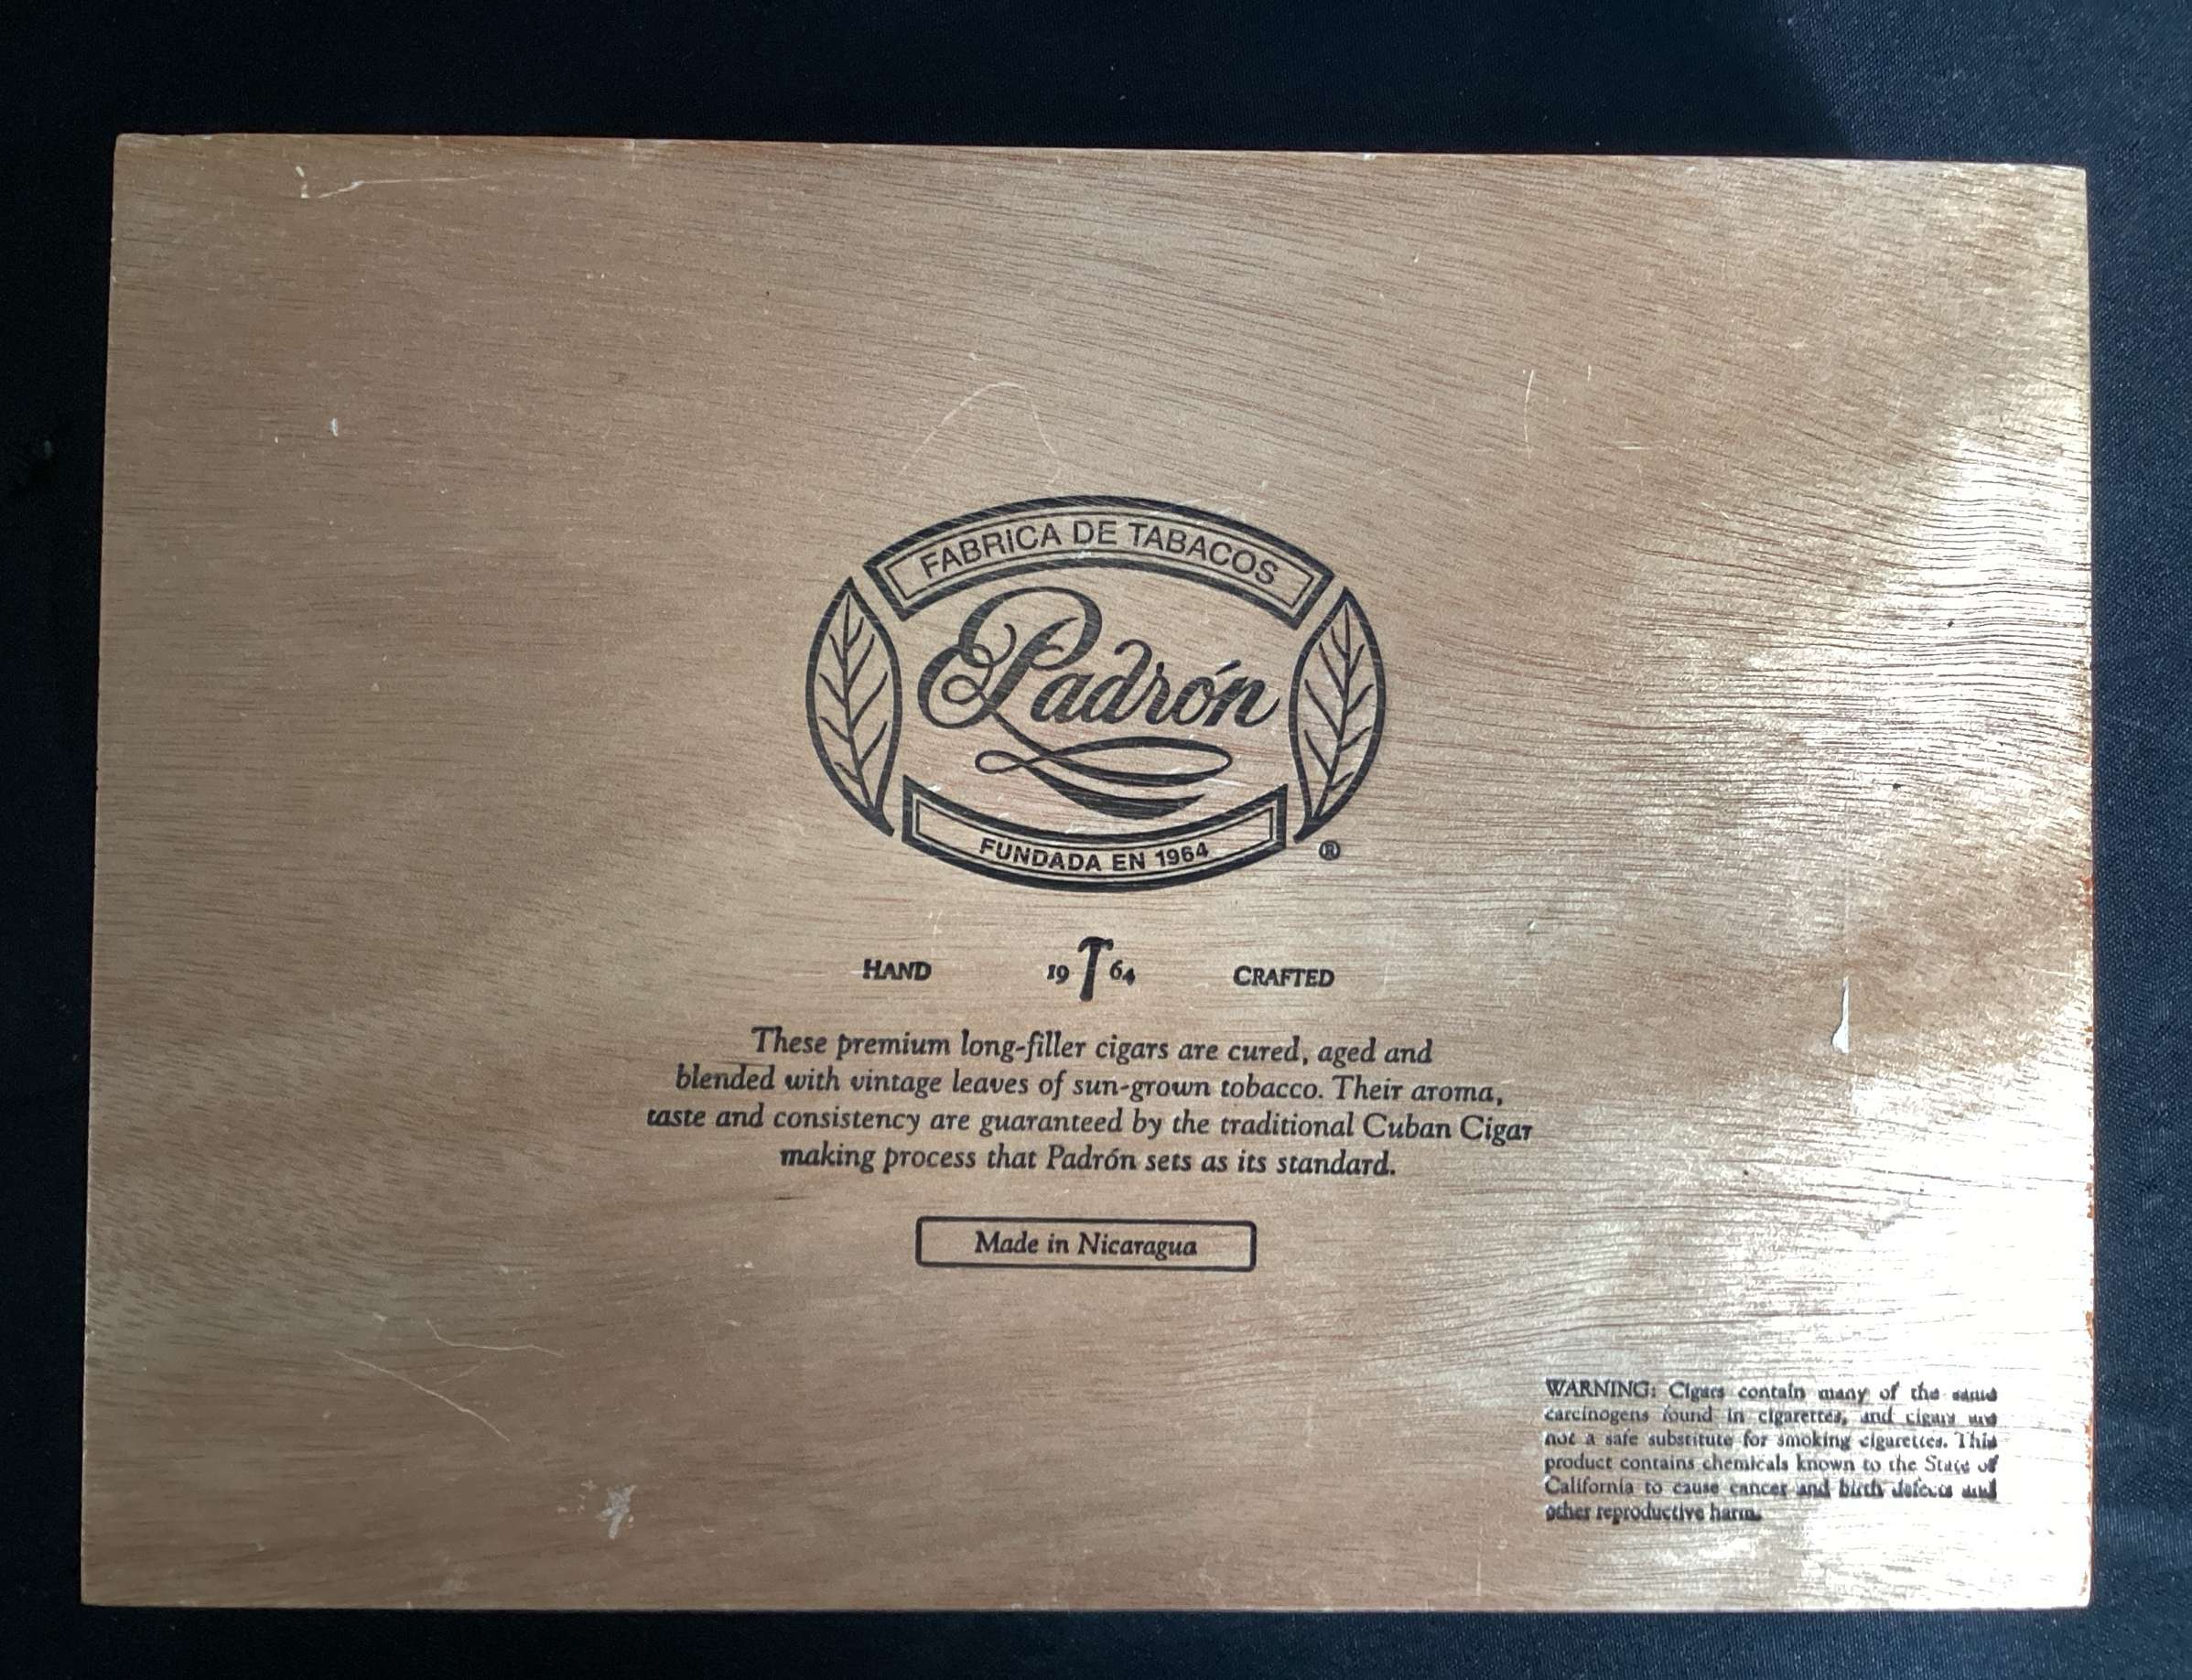 FABRICA DE TABACOS
Padrón
FUNDADA EN 1964
®
HAND 19 64 CRAFTED
These premium long-filler cigars are cured, aged and
blended with vintage leaves of sun-grown tobacco. Their aroma,
taste and consistency are guaranteed by the traditional Cuban Cigar
making process that Padrón sets as its standard.
Made in Nicaragua
WARNING: Cigars contain many of the same
carcinogens found in cigarettes, and cigars are
not a safe substitute for smoking cigarettes. This
product contains chemicals known to the State of
California to cause cancer and birth defects and
other reproductive harm.